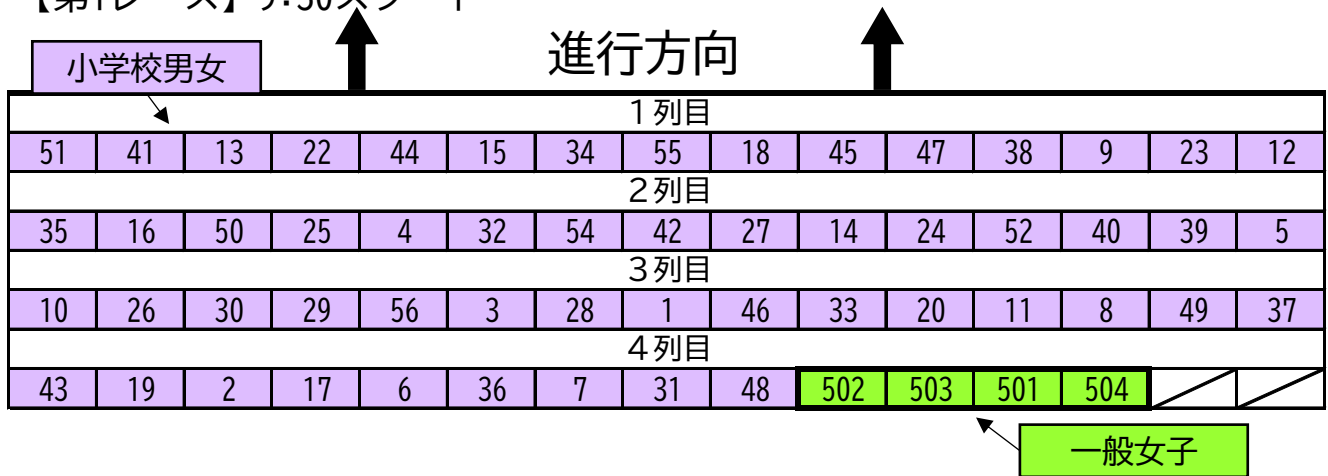 進行方向
小学校男女
1列目
51 41 13 22 44 15 34 55 18 45 47 38 9 23 12
2列目
35 16 50 25 4 32 54 42 27 14 24 52 40 39 5
3列目
10 26 30 29 56 3 28 1 46 33 20 11 8 49 37
4列目
43 19 2 17 6 36 7 31 48 502 503 501 504
一般女子